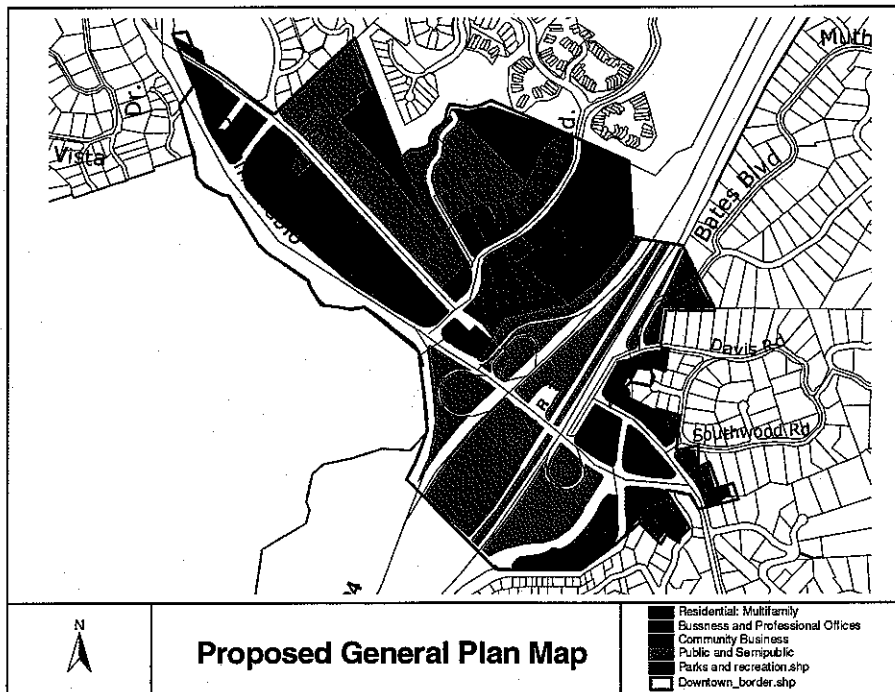 Muth
Dr.
Vista
d.
Bates Blvd
Davis Rd
Southwood Rd
R
N
Proposed General Plan Map
Residential: Multifamily
Bussness and Professional Offices
Community Business
Public and Semipublic
Parks and recreation.shp
Downtown_border.shp